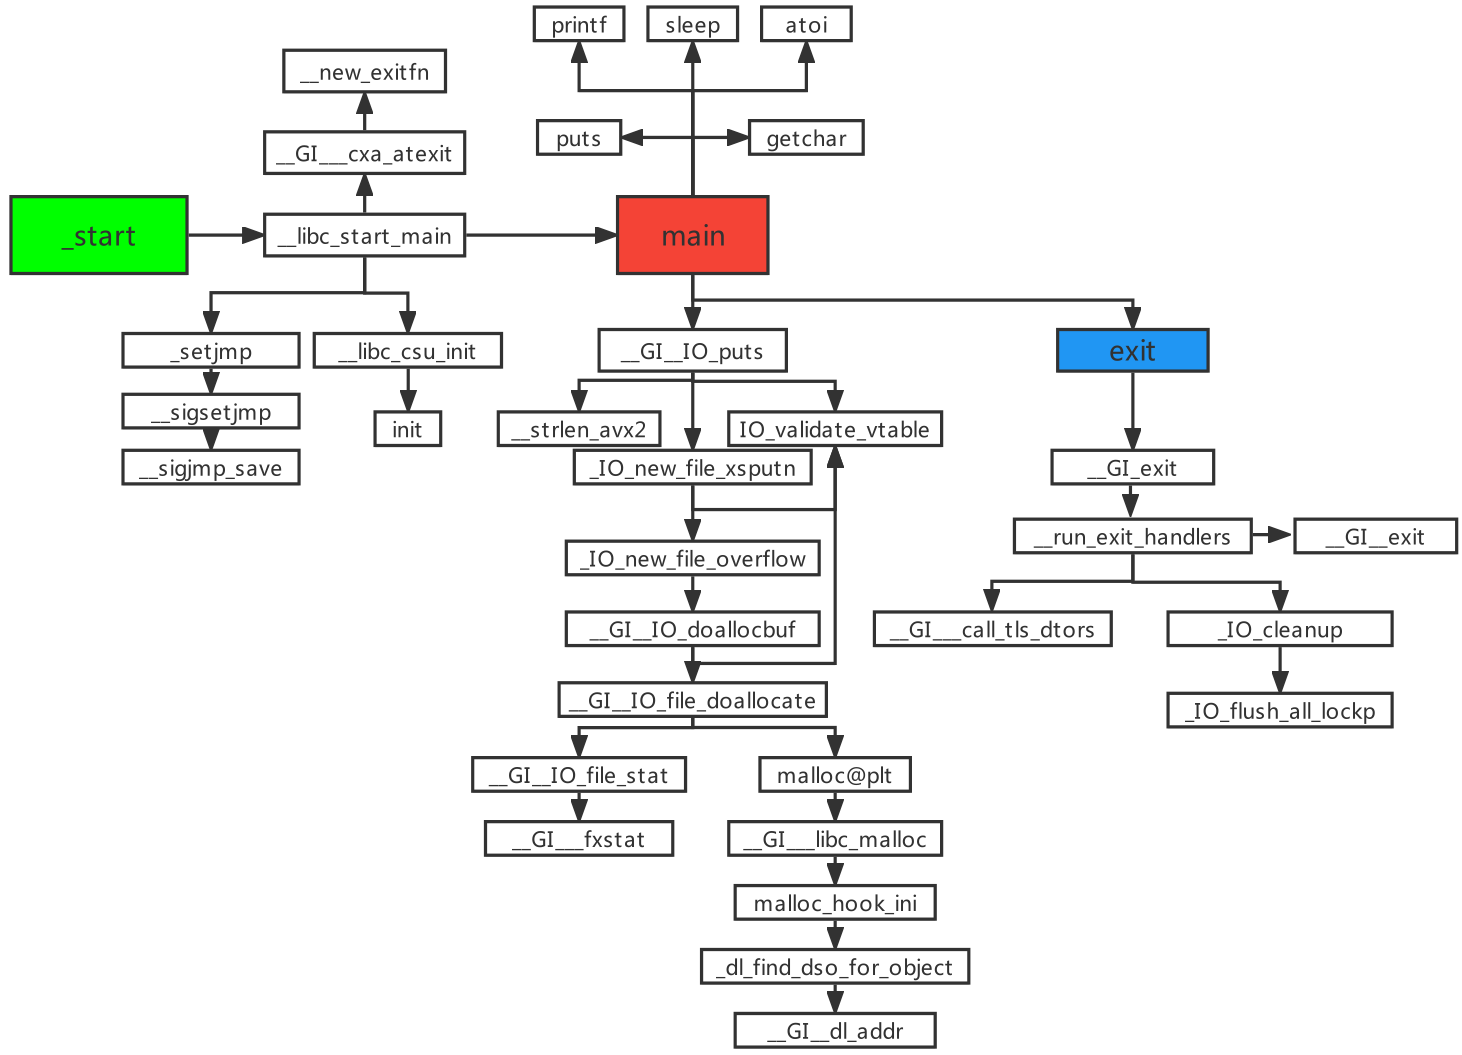 printf
sleep
atoi
__new_exitfn
puts
getchar
__GI___cxa_atexit
_start
__libc_start_main
main
_setjmp
__libc_csu_init
__GI__IO_puts
exit
__sigsetjmp
init
__strlen_avx2
IO_validate_vtable
__sigjmp_save
_IO_new_file_xsputn
__GI_exit
__run_exit_handlers
__GI__exit
_IO_new_file_overflow
__GI__IO_doallocbuf
__GI___call_tls_dtors
_IO_cleanup
__GI__IO_file_doallocate
_IO_flush_all_lockp
__GI__IO_file_stat
malloc@plt
__GI___fxstat
__GI___libc_malloc
malloc_hook_ini
_dl_find_dso_for_object
__GI__dl_addr